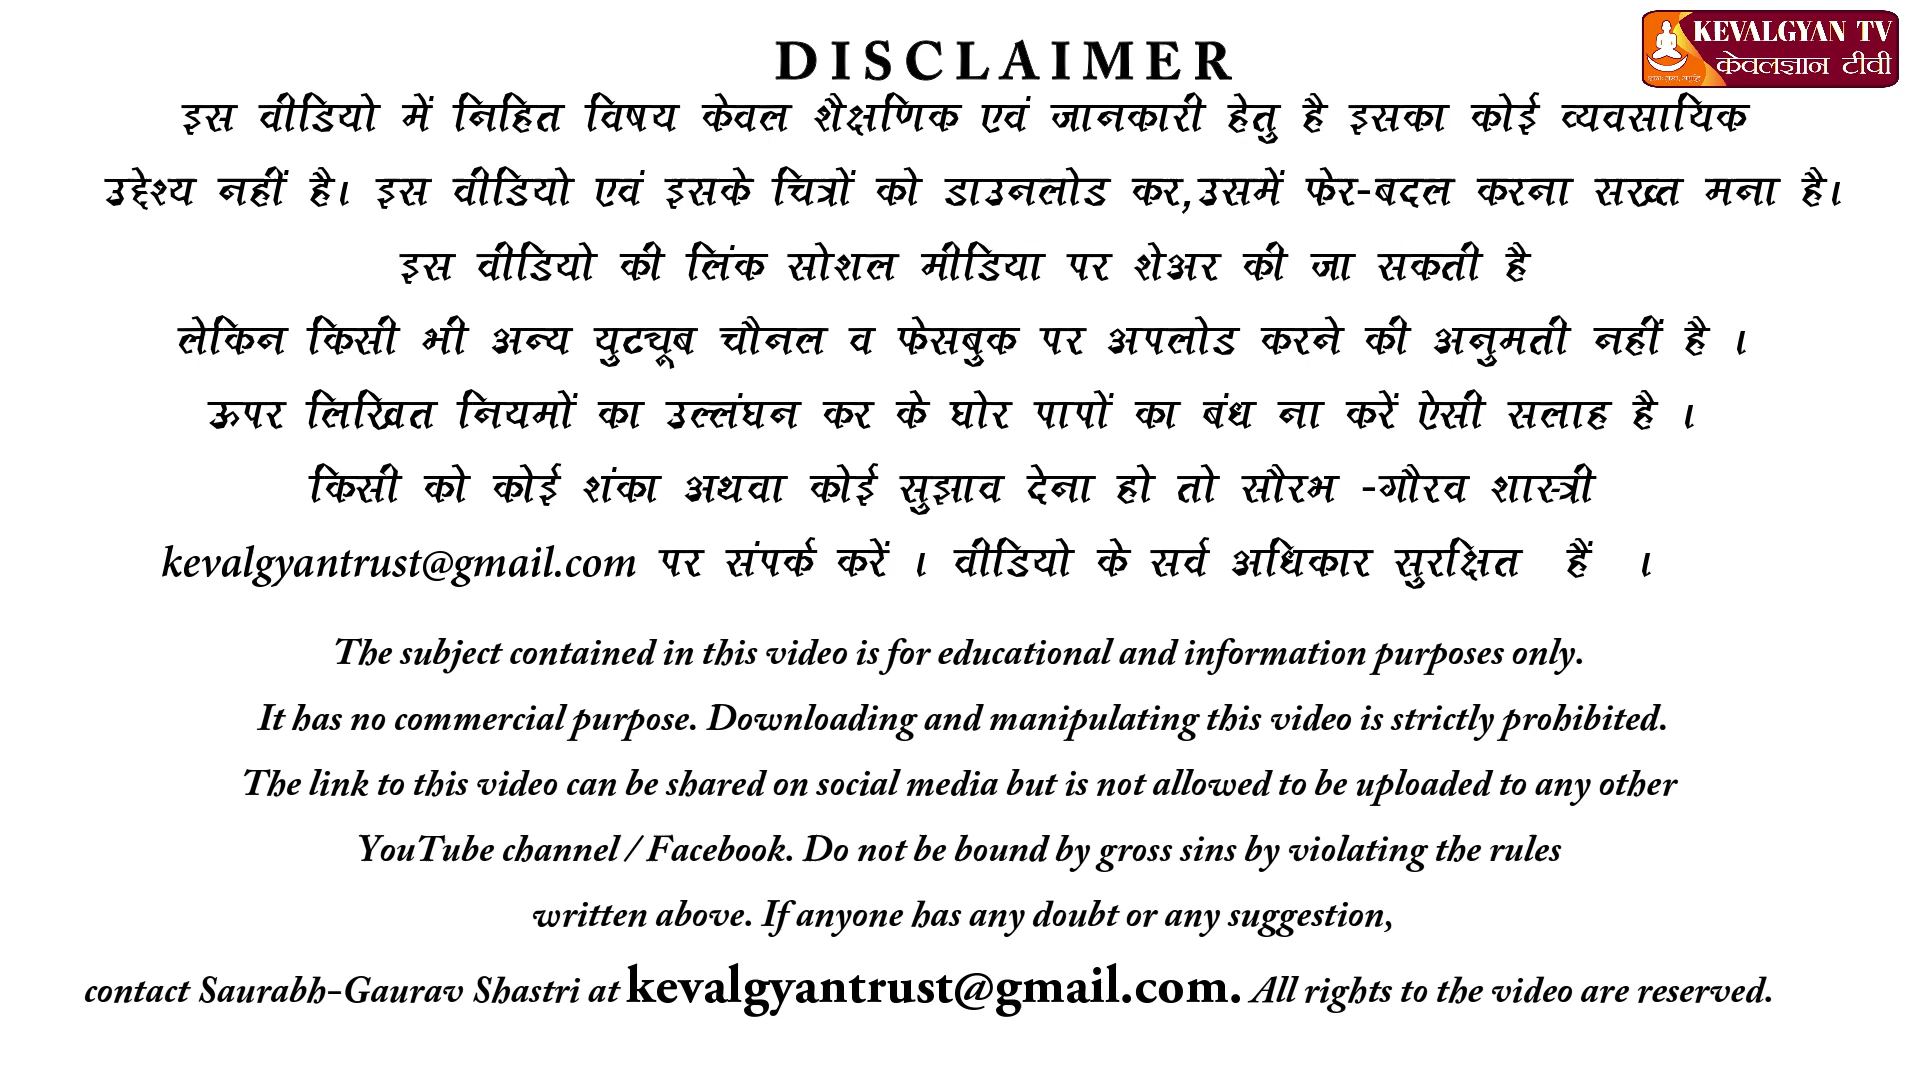 KEVALGYAN TV
केवलज्ञान टीवी
DISCLAIMER
इस वीडियो में निहित विषय केवल शैक्षणिक एवं जानकारी हेतु है इसका कोई व्यवसायिक
उद्देश्य नहीं है। इस वीडियो एवं इसके चित्रों को डाउनलोड कर,उसमें फेर-बदल करना सख्त मना है।
इस वीडियो की लिंक सोशल मीडिया पर शेअर की जा सकती है
लेकिन किसी भी अन्य युट्यूब चौनल व फेसबुक पर अपलोड करने की अनुमती नहीं है ।
ऊपर लिखित नियमों का उल्लंघन कर के घोर पापों का बंध ना करें ऐसी सलाह है ।
किसी को कोई शंका अथवा कोई सुझाव देना हो तो सौरभ -गौरव शास्त्री
kevalgyantrust@gmail.com पर संपर्क करें । वीडियो के सर्व अधिकार सुरक्षित हैं ।
The subject contained in this video is for educational and information purposes only.
It has no commercial purpose. Downloading and manipulating this video is strictly prohibited.
The link to this video can be shared on social media but is not allowed to be uploaded to any other
YouTube channel / Facebook. Do not be bound by gross sins by violating the rules
written above. If anyone has any doubt or any suggestion,
contact Saurabh-Gaurav Shastri at kevalgyantrust@gmail.com. All rights to the video are reserved.